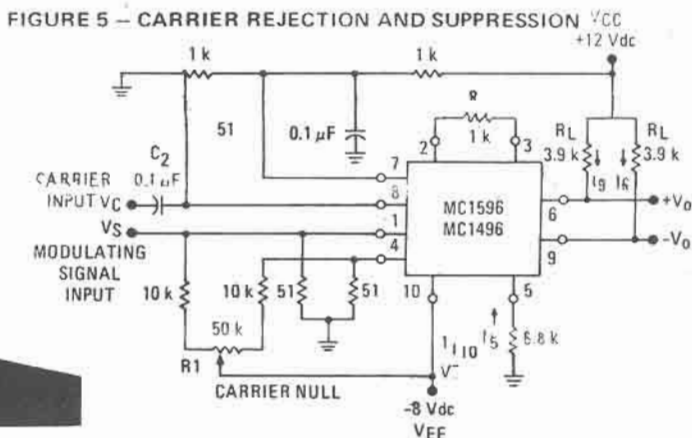 FIGURE 5 – CARRIER REJECTION AND SUPPRESSION
VCC
+12 Vdc
1 k
1 k
51
0.1 µF
R
1 k
2
3
RL
3.9 k
RL
3.9 k
I9
I6
C2
0.1 µF
CARRIER
INPUT VC
VS
MODULATING
SIGNAL
INPUT
7
8
1
4
MC1596
MC1496
6
+Vo
9
-Vo
10
5
10 k
10 k
51
51
50 k
R1
CARRIER NULL
I10
V-
I5
6.8 k
-8 Vdc
VEE